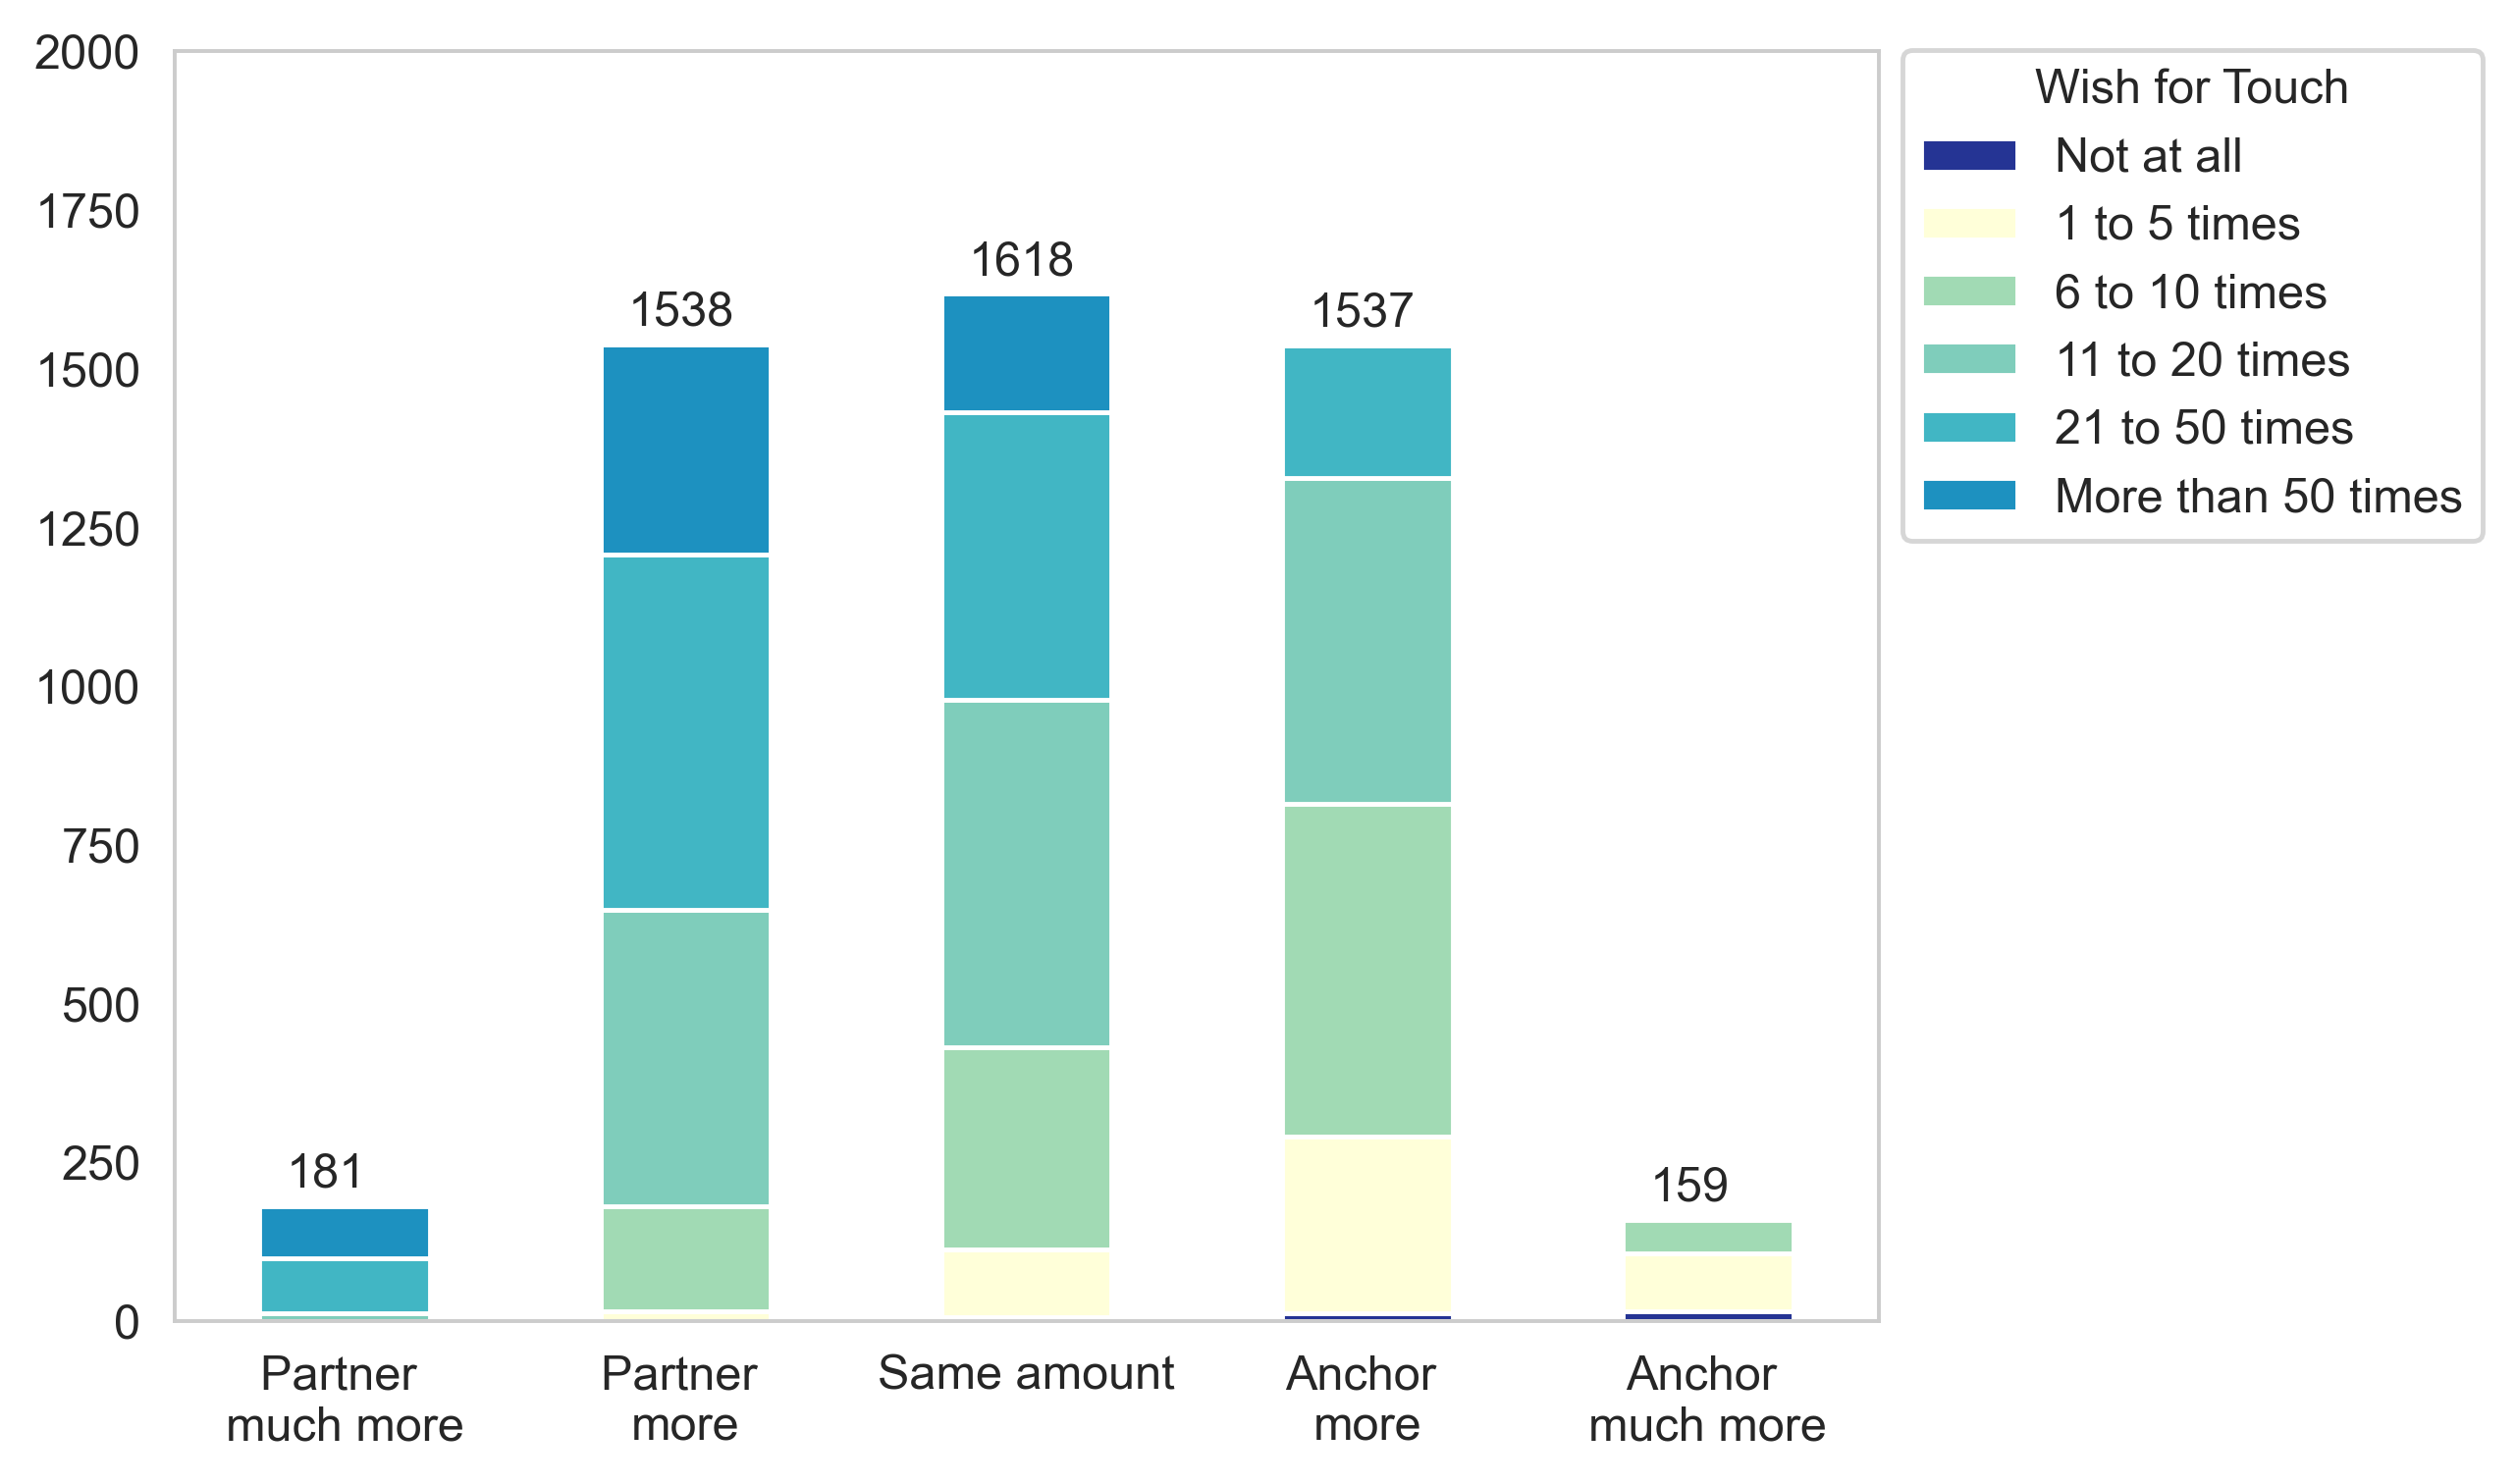 2000
1750
1500
1250
1000
750
500
250
0
181
1538
1618
1537
159
Partner
much more
Partner
more
Same amount
Anchor
more
Anchor
much more
Wish for Touch
Not at all
1 to 5 times
6 to 10 times
11 to 20 times
21 to 50 times
More than 50 times